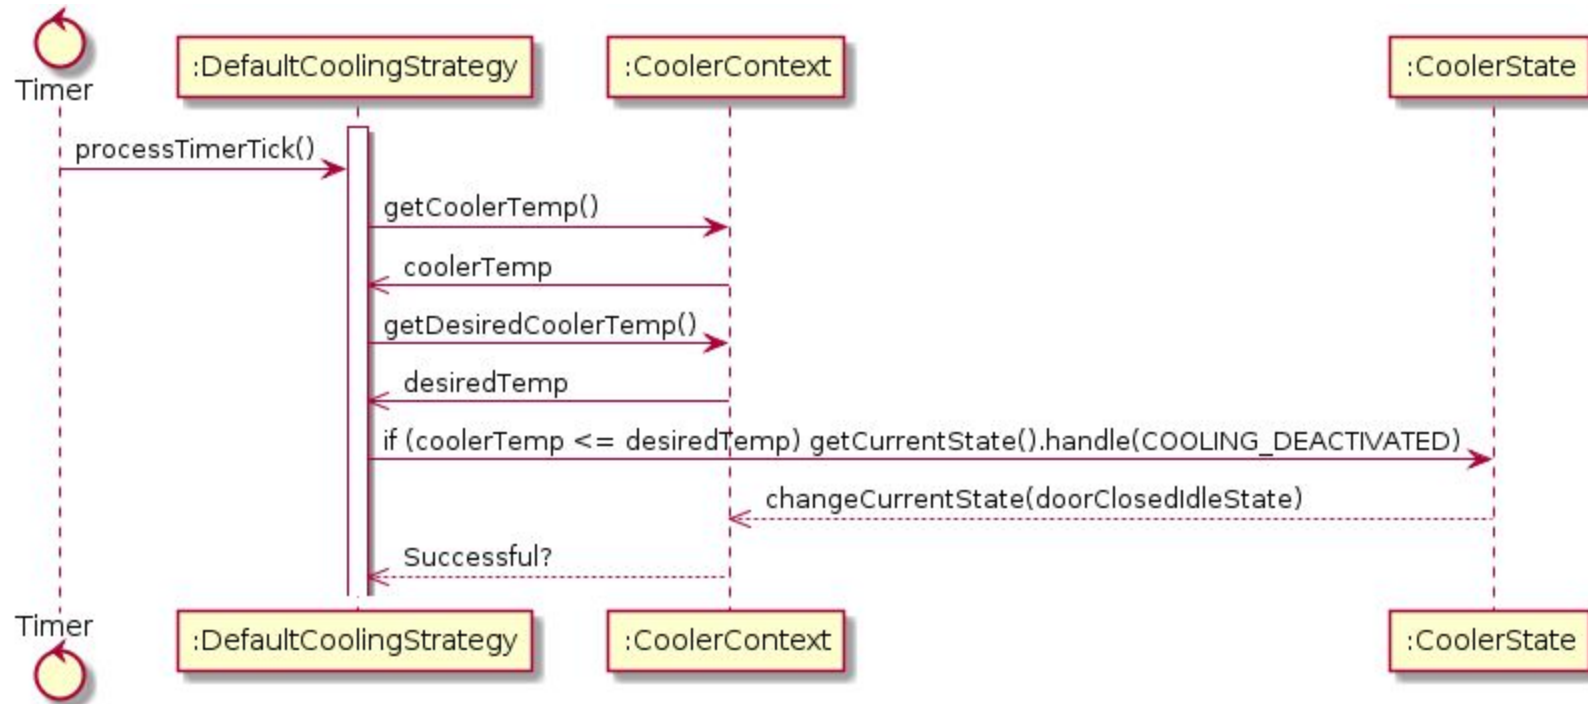 Timer
:DefaultCoolingStrategy
:CoolerContext
:CoolerState
processTimerTick()
getCoolerTemp()
coolerTemp
getDesiredCoolerTemp()
desiredTemp
if (coolerTemp <= desiredTemp) getCurrentState().handle(COOLING_DEACTIVATED)
changeCurrentState(doorClosedIdleState)
Successful?
Timer
:DefaultCoolingStrategy
:CoolerContext
:CoolerState